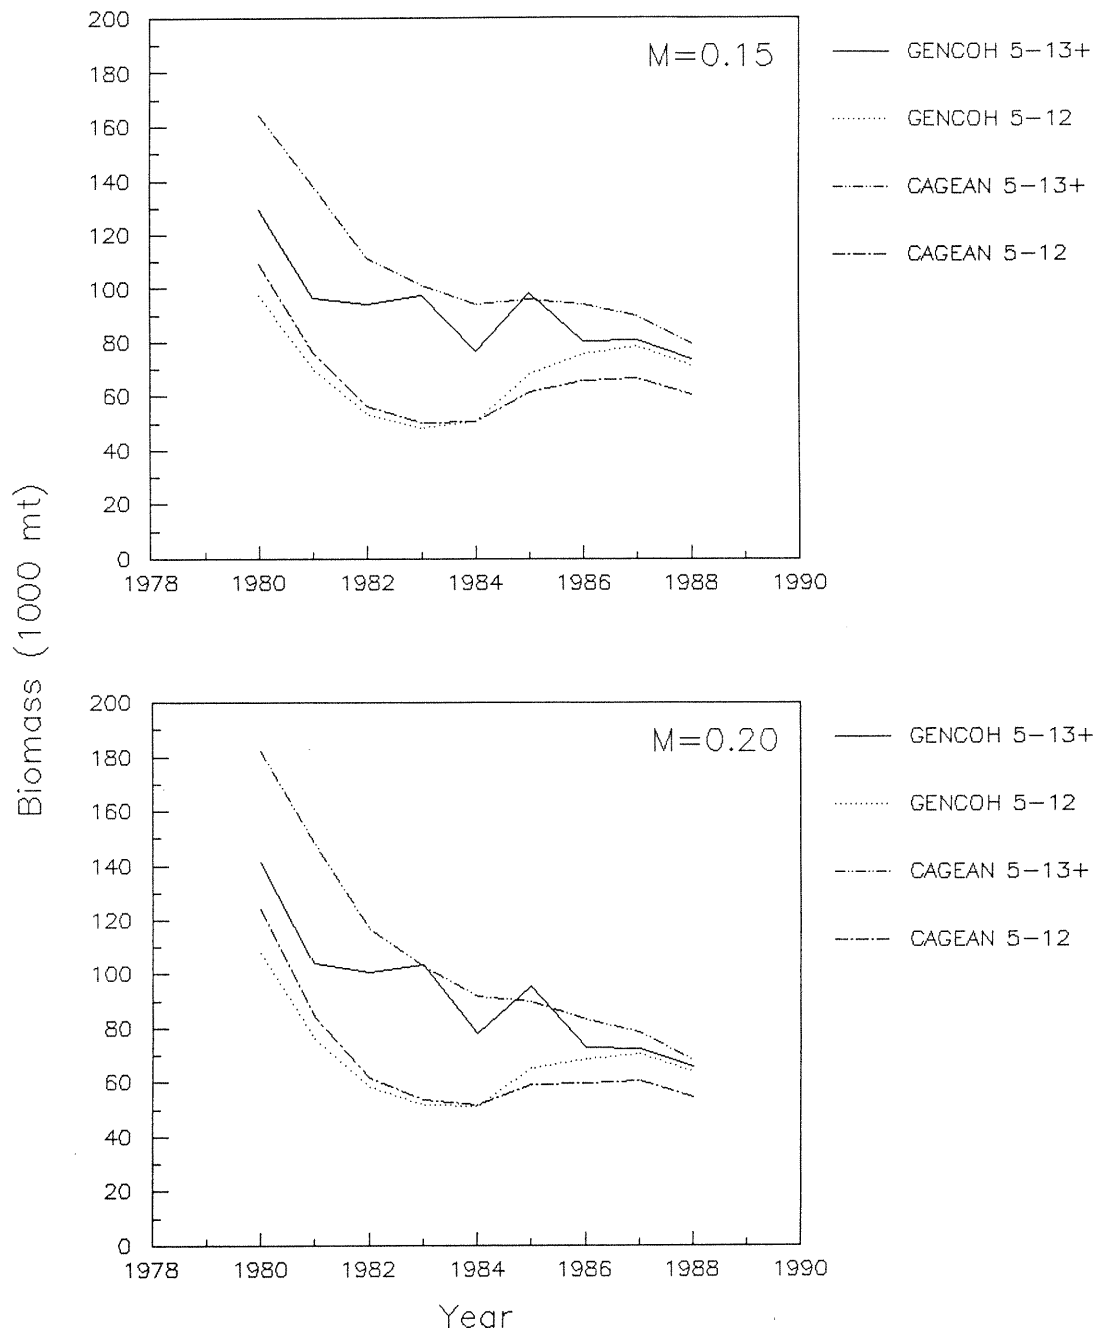 200
180
160
140
120
100
80
60
40
20
0
1978 1980 1982 1984 1986 1988 1990
M=0.15
GENCOH 5-13+
GENCOH 5-12
CAGEAN 5-13+
CAGEAN 5-12
Biomass (1000 mt)
200
180
160
140
120
100
80
60
40
20
0
1978 1980 1982 1984 1986 1988 1990
M=0.20
GENCOH 5-13+
GENCOH 5-12
CAGEAN 5-13+
CAGEAN 5-12
Year